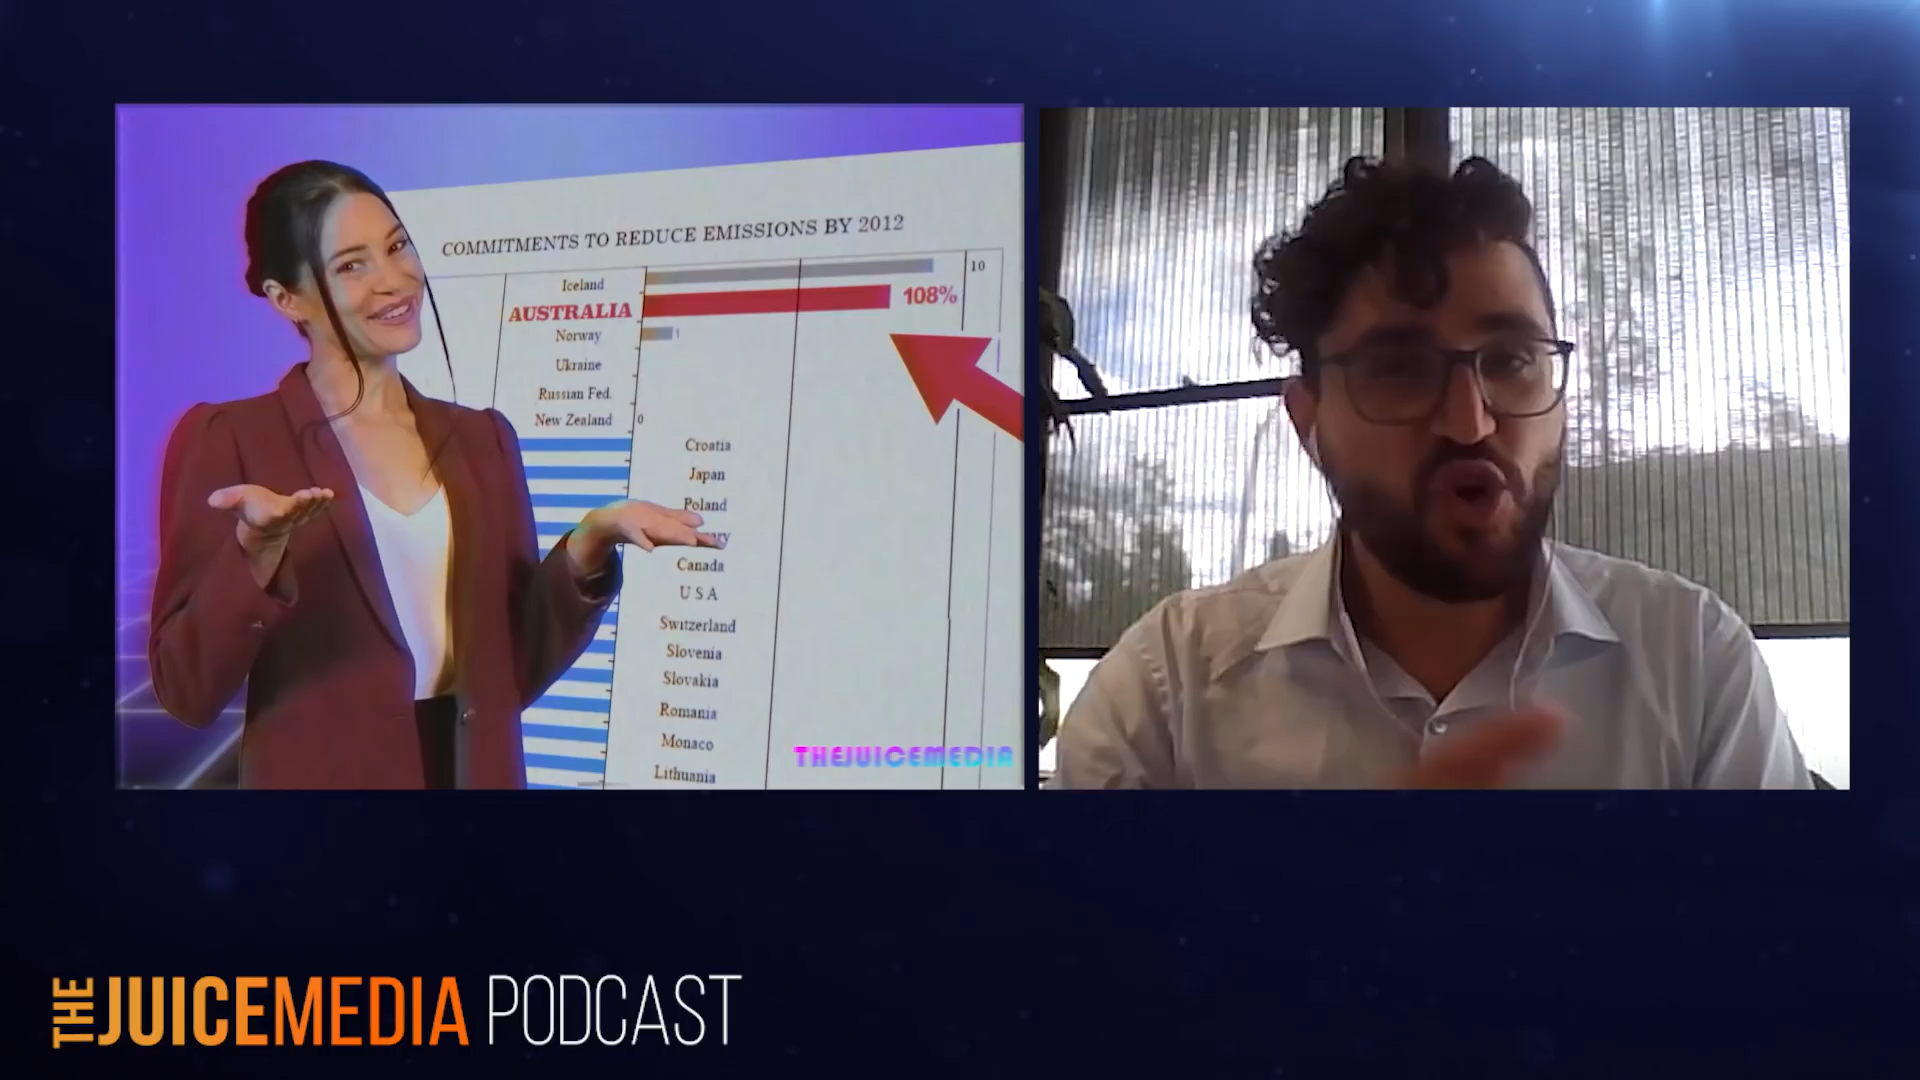 COMMITMENTS TO REDUCE EMISSIONS BY 2012
10
Iceland
AUSTRALIA
108%
Norway
1
Ukraine
Russian Fed.
New Zealand
0
Croatia
Japan
Poland
Canada
U S A
Switzerland
Slovenia
Slovakia
Romania
Monaco
Lithuania
THEJUICEMEDIA
THE JUICEMEDIA PODCAST